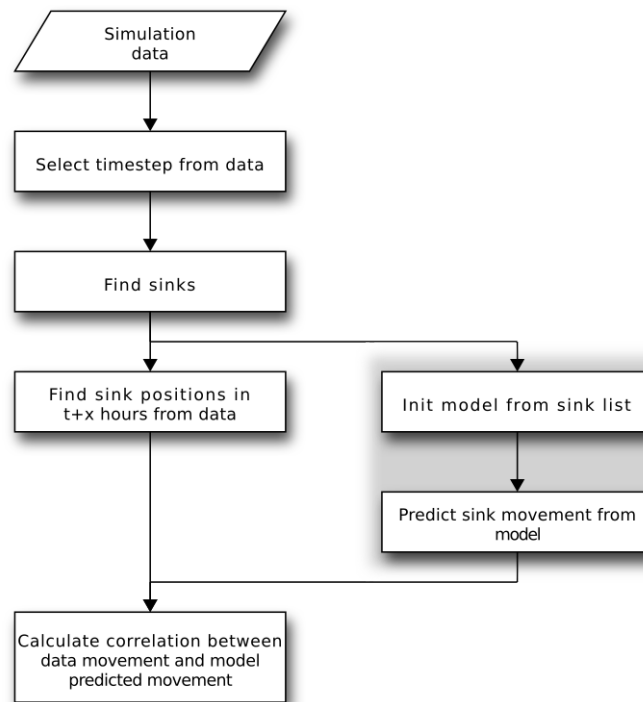 Simulation
data
Select timestep from data
Find sinks
Find sink positions in
t+x hours from data
Init model from sink list
Predict sink movement from
model
Calculate correlation between
data movement and model
predicted movement